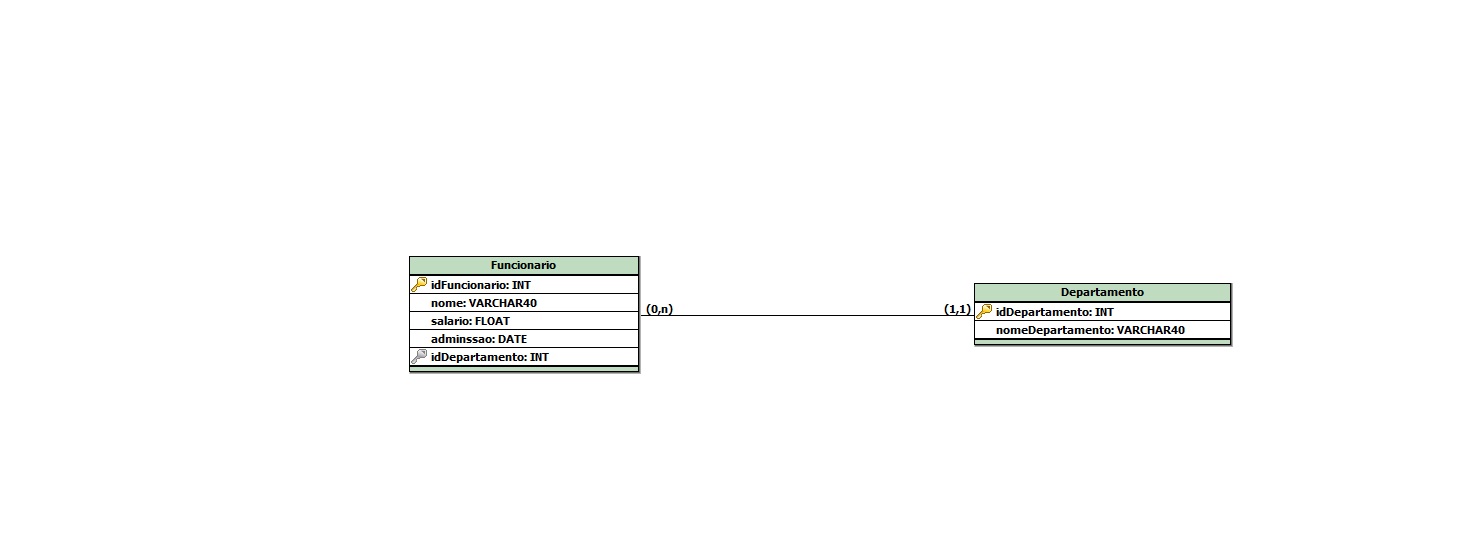 Funcionario
idFuncionario: INT
nome: VARCHAR40
salario: FLOAT
adminssao: DATE
idDepartamento: INT
(0,n)
(1,1)
Departamento
idDepartamento: INT
nomeDepartamento: VARCHAR40